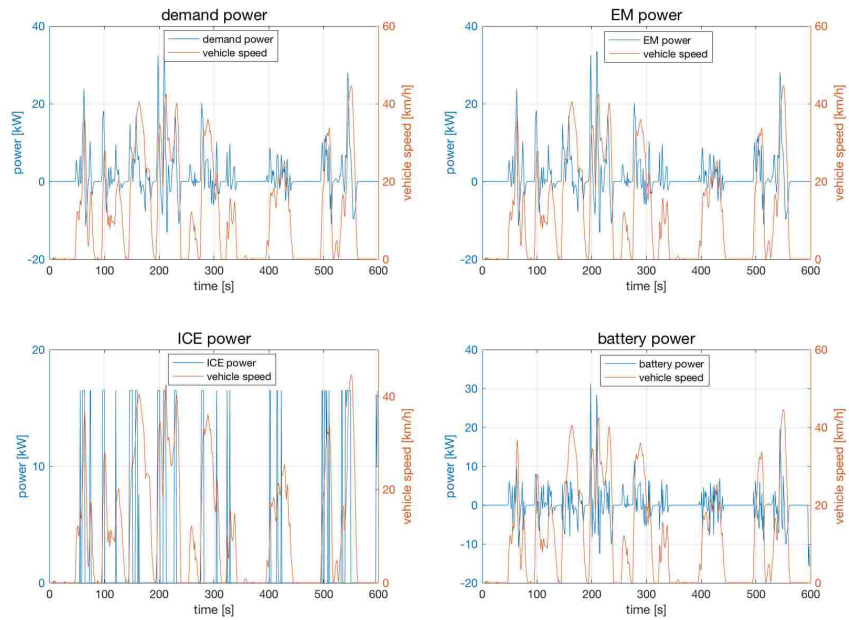 demand power
demand power
vehicle speed
40
20
0
-20
power [kW]
60
40
20
0
vehicle speed [km/h]
0 100 200 300 400 500 600
time [s]
EM power
EM power
vehicle speed
40
20
0
-20
power [kW]
60
40
20
0
vehicle speed [km/h]
0 100 200 300 400 500 600
time [s]
ICE power
ICE power
vehicle speed
20
10
0
power [kW]
40
20
0
vehicle speed [km/h]
0 100 200 300 400 500 600
time [s]
battery power
battery power
vehicle speed
40
30
20
10
0
-10
-20
power [kW]
60
40
20
0
vehicle speed [km/h]
0 100 200 300 400 500 600
time [s]